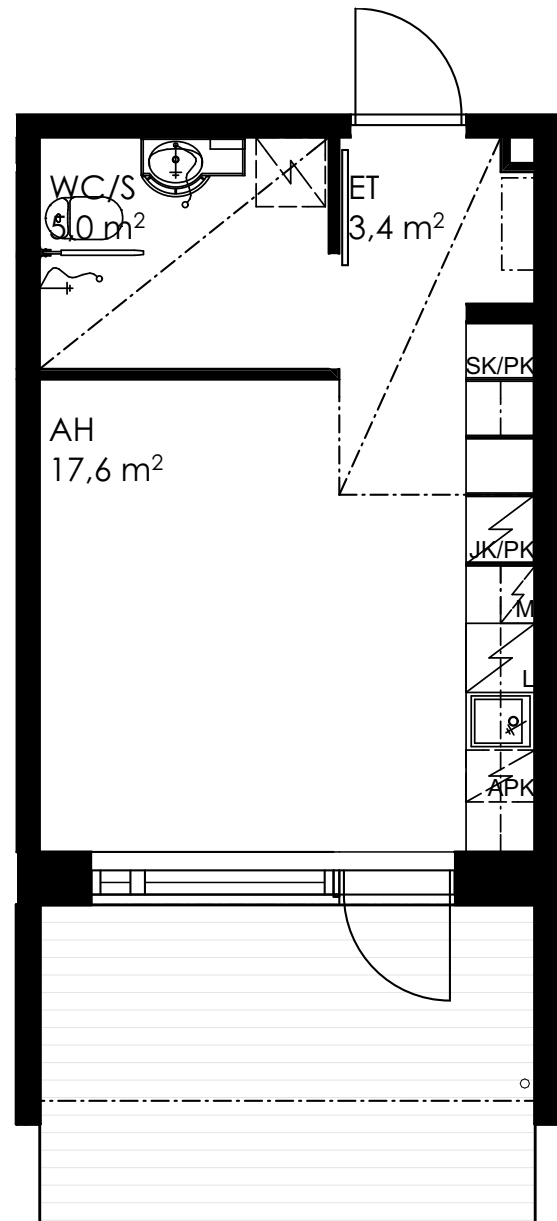 WC/S
5,0 m²
ET
3,4 m²
SK/PK
AH
17,6 m²
JK/PK
M
L
APK